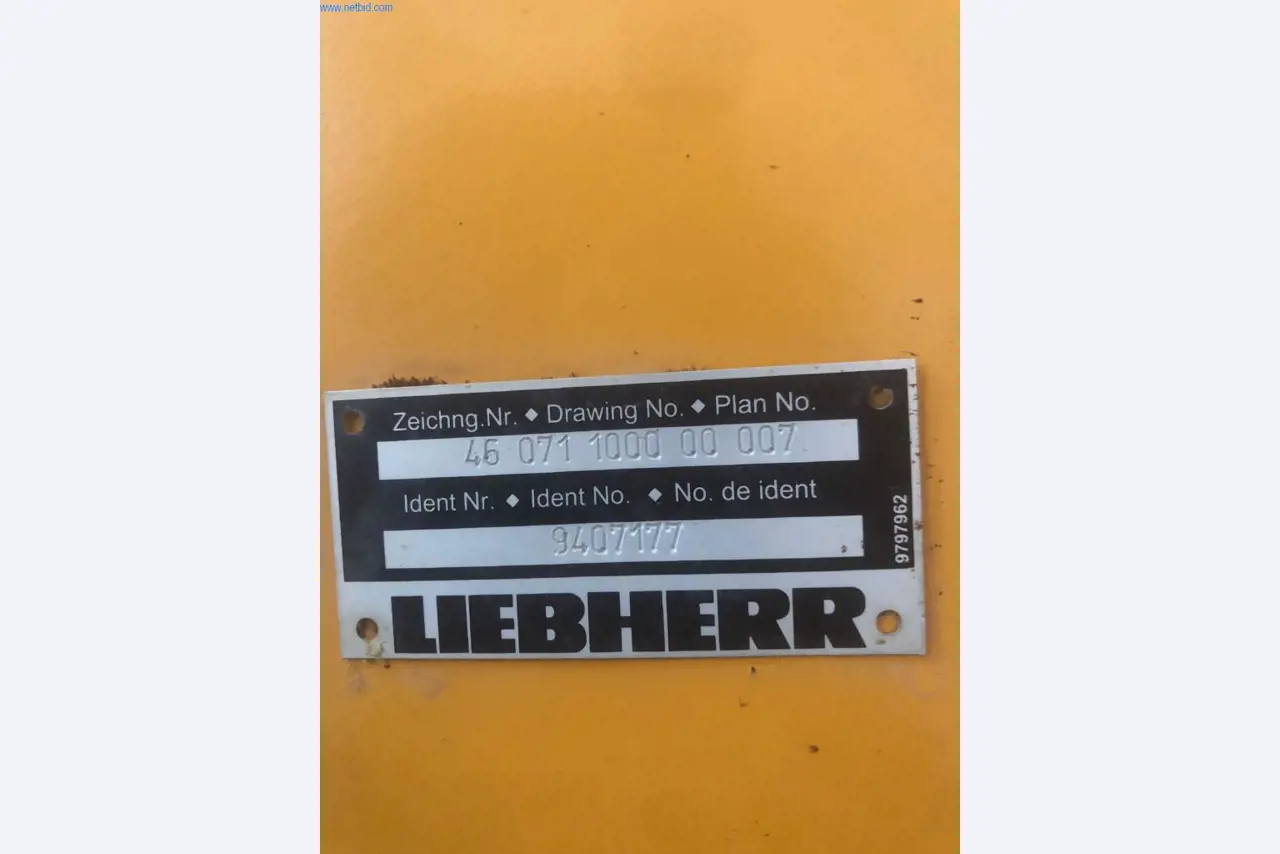 www.netbid.com
Zeichng.Nr. ◆ Drawing No. ◆ Plan No.
46 071 1000 00 007
Ident Nr. ◆ Ident No. ◆ No. de ident
9407177
9797962
LIEBHERR